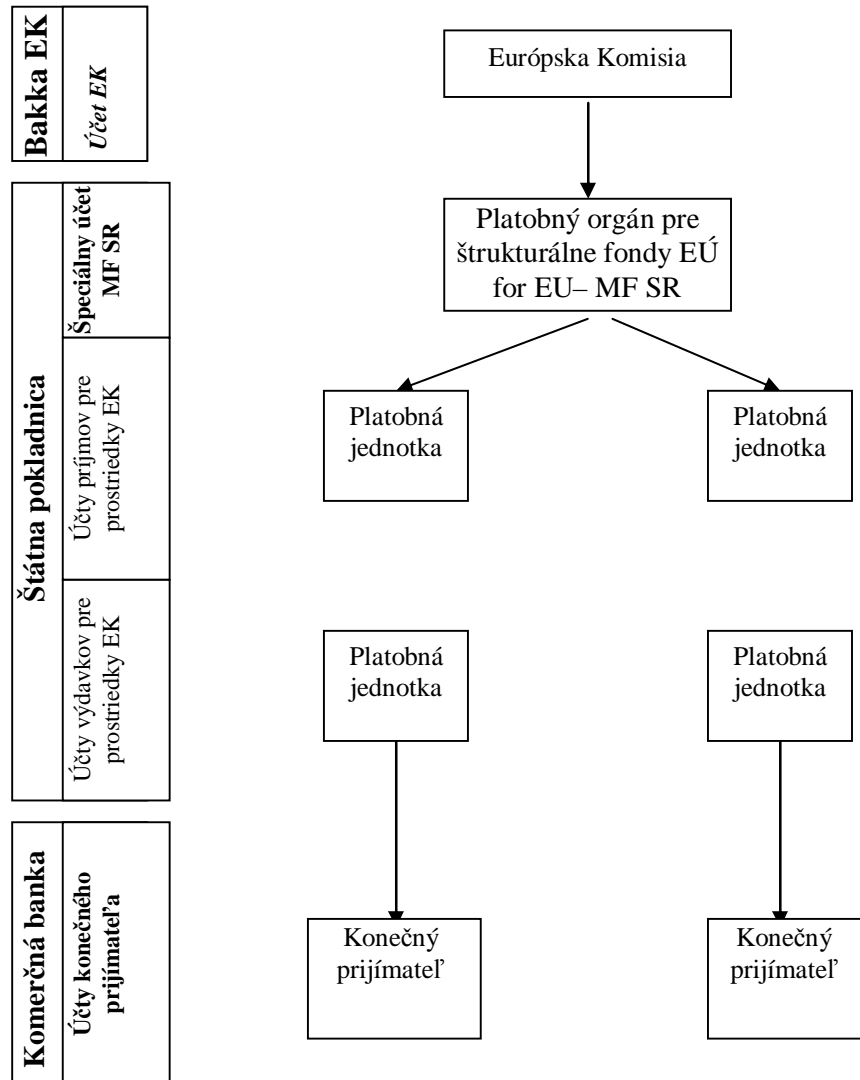 Bakka EK
Účet EK
Európska Komisia
Štátna pokladnica
Špeciálny účet
MF SR
Platobný orgán pre
štrukturálne fondy EÚ
for EU– MF SR
Účty príjmov pre
prostriedky EK
Platobná
jednotka
Platobná
jednotka
Účty výdavkov pre
prostriedky EK
Platobná
jednotka
Platobná
jednotka
Komerčná banka
Účty konečného
prijímateľa
Konečný
prijímateľ
Konečný
prijímateľ